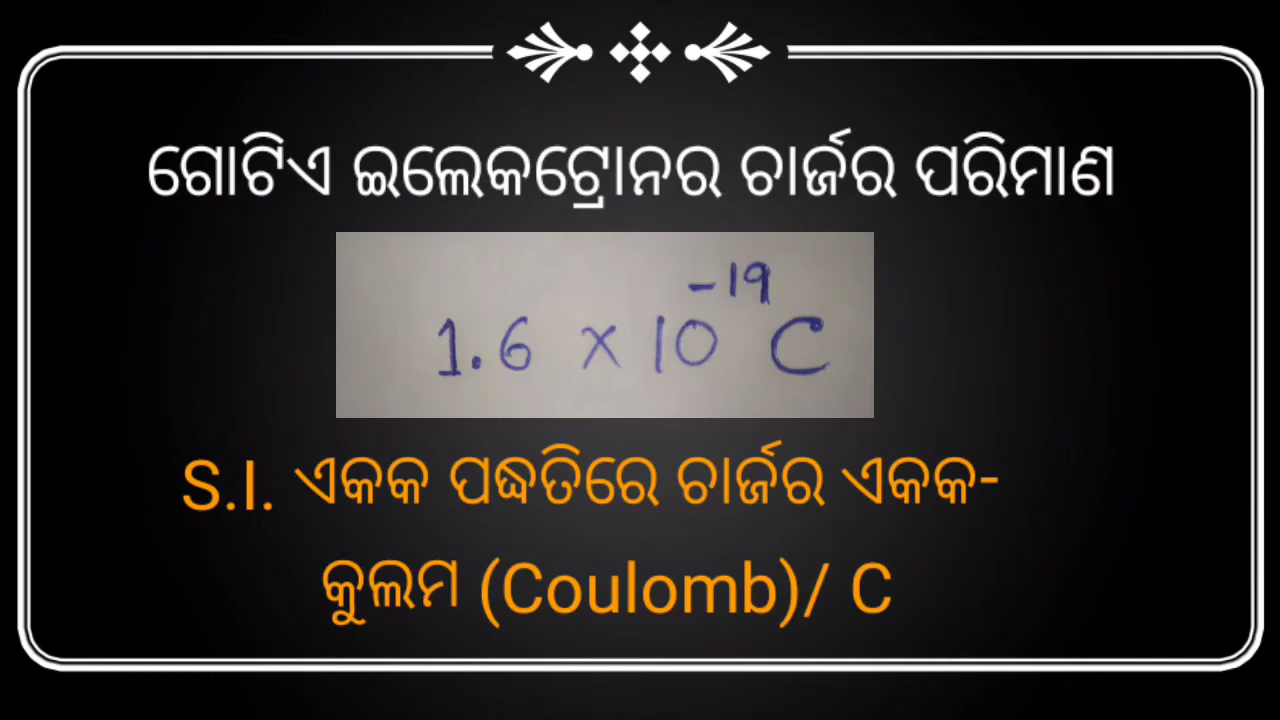 ଗୋଟିଏ ଇଲେକଟ୍ରୋନର ଚାର୍ଜର ପରିମାଣ
1.6 × 10⁻¹⁹ C
S.I. ଏକକ ପଦ୍ଧତିରେ ଚାର୍ଜର ଏକକ-
କୁଲମ (Coulomb)/ C